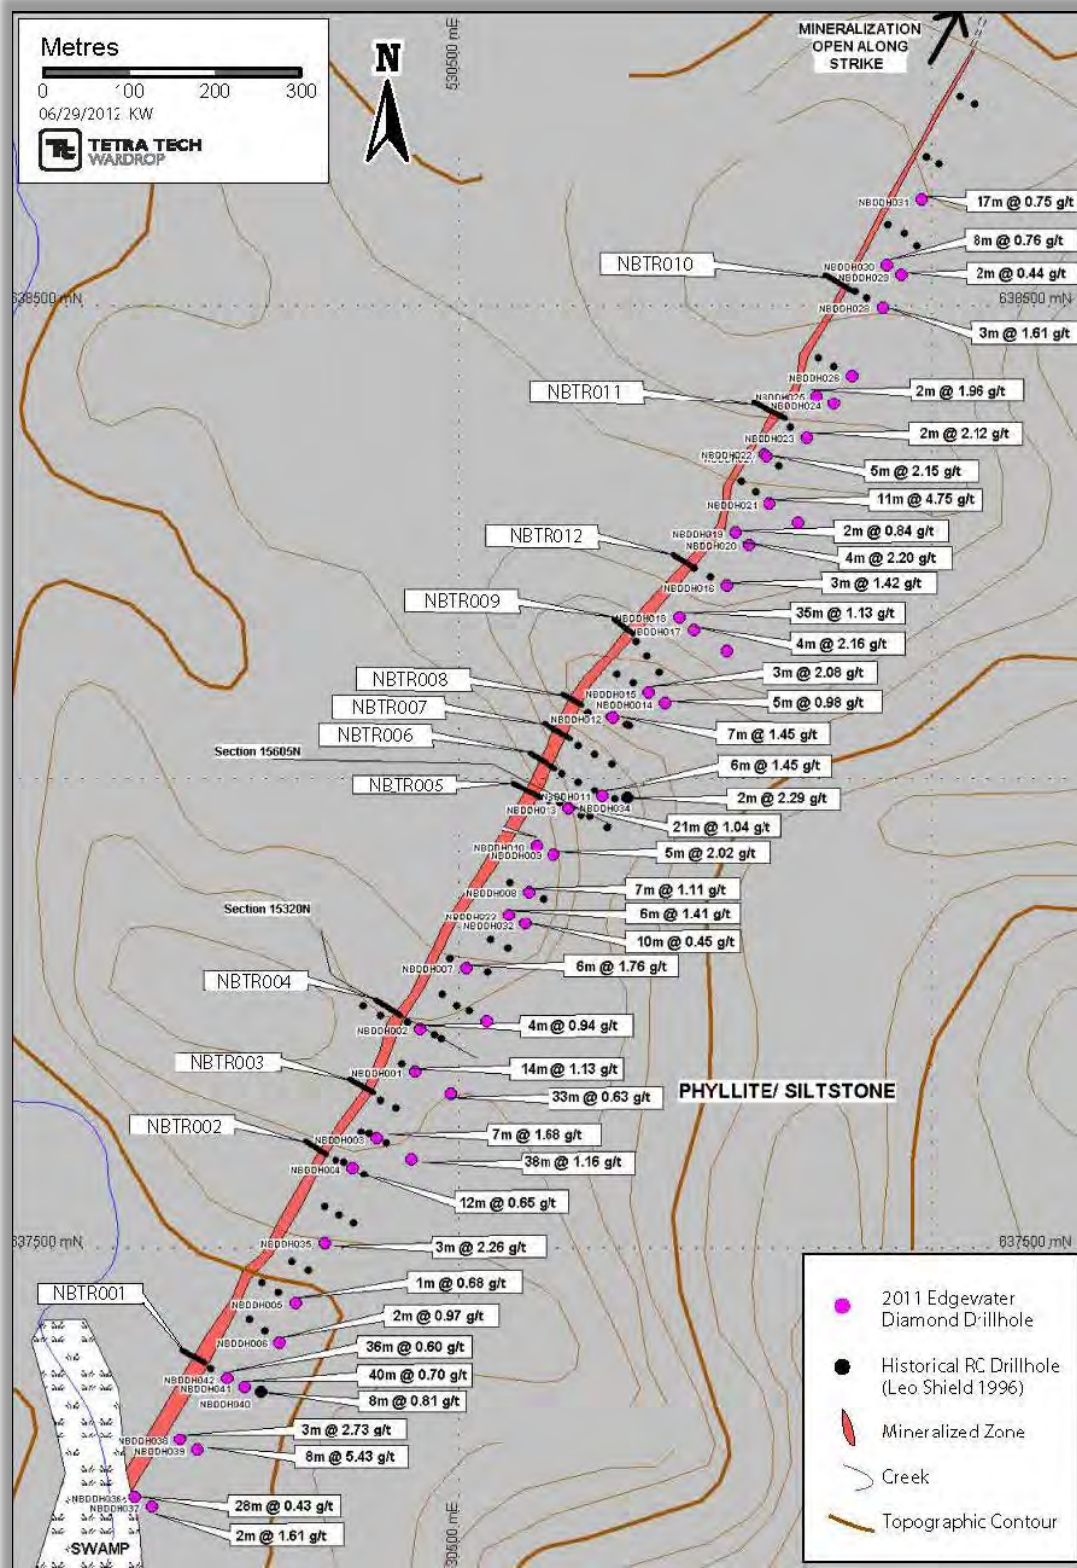 Metres
0 100 200 300
06/29/2012 KW
TETRA TECH
WARDROP
N
530500 mE
MINERALIZATION
OPEN ALONG
STRIKE
NBDDH031
17m @ 0.75 g/t
8m @ 0.76 g/t
NBTR010
NBDDH030
NBDDH029
2m @ 0.44 g/t
638500 mN
638500 mN
NBDDH028
3m @ 1.61 g/t
NBDDH026
NBTR011
NBDDH025
2m @ 1.96 g/t
NBDDH024
NBDDH023
2m @ 2.12 g/t
NBDDH022
5m @ 2.15 g/t
NBDDH021
11m @ 4.75 g/t
NBTR012
NBDDH019
2m @ 0.84 g/t
NBDDH020
4m @ 2.20 g/t
NBDDH016
3m @ 1.42 g/t
NBTR009
NBDDH018
35m @ 1.13 g/t
NBDDH017
4m @ 2.16 g/t
NBTR008
3m @ 2.08 g/t
NBDDH015
NBDDH0014
5m @ 0.98 g/t
NBTR007
NBDDH012
7m @ 1.45 g/t
NBTR006
Section 15605N
6m @ 1.45 g/t
NBTR005
NBDDH011
2m @ 2.29 g/t
NBDDH013
NBDDH034
21m @ 1.04 g/t
NBDDH010
NBDDH009
5m @ 2.02 g/t
NBDDH008
7m @ 1.11 g/t
Section 15320N
6m @ 1.41 g/t
NBDDH032
10m @ 0.45 g/t
NBDDH007
6m @ 1.76 g/t
NBTR004
NBDDH002
4m @ 0.94 g/t
NBTR003
NBDDH001
14m @ 1.13 g/t
33m @ 0.63 g/t
PHYLLITE/ SILTSTONE
NBTR002
NBDDH003
7m @ 1.68 g/t
NBDDH004
38m @ 1.16 g/t
12m @ 0.65 g/t
637500 mN
637500 mN
NBDDH035
3m @ 2.26 g/t
NBTR001
NBDDH005
1m @ 0.68 g/t
NBDDH006
2m @ 0.97 g/t
36m @ 0.60 g/t
NBDDH042
NBDDH041
40m @ 0.70 g/t
NBDDH040
8m @ 0.81 g/t
NBDDH038
3m @ 2.73 g/t
NBDDH039
8m @ 5.43 g/t
NBDDH036
NBDDH037
28m @ 0.43 g/t
2m @ 1.61 g/t
SWAMP
530500 mE
2011 Edgewater
Diamond Drillhole
Historical RC Drillhole
(Leo Shield 1996)
Mineralized Zone
Creek
Topographic Contour